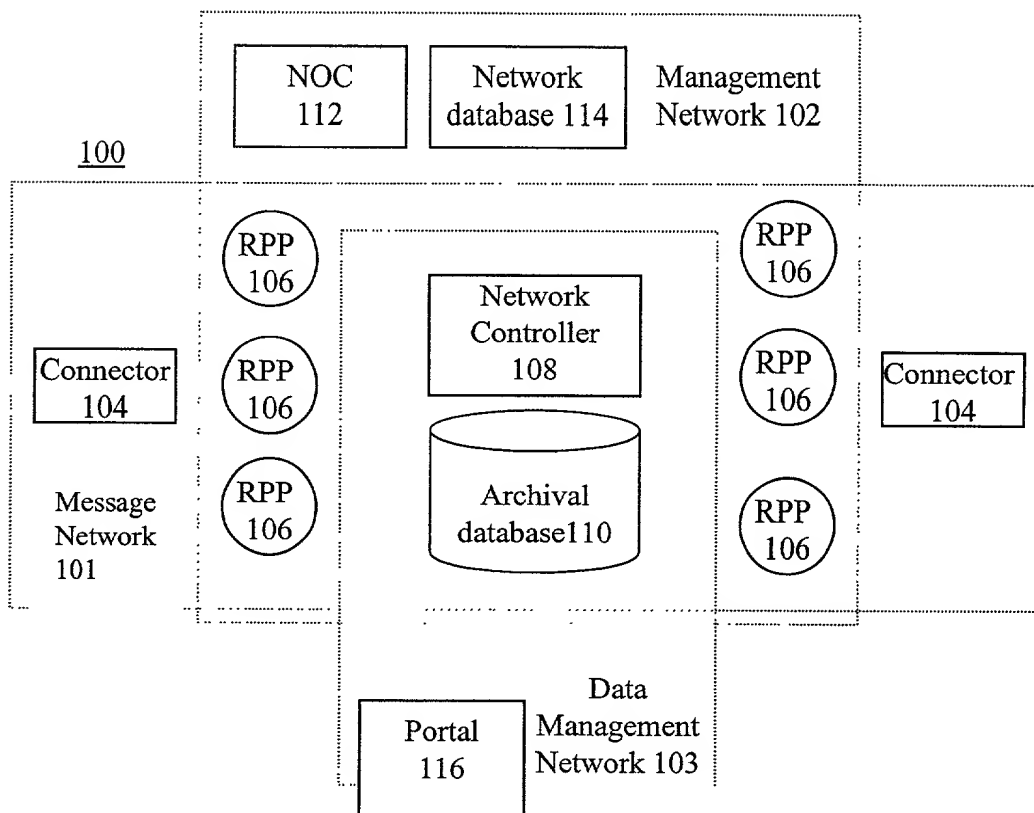 NOC
112
Network
database 114
Management
Network 102
100
RPP
106
RPP
106
Network
Controller
108
Connector
104
RPP
106
RPP
106
Connector
104
Archival
database110
Message
Network
101
RPP
106
RPP
106
Data
Management
Network 103
Portal
116